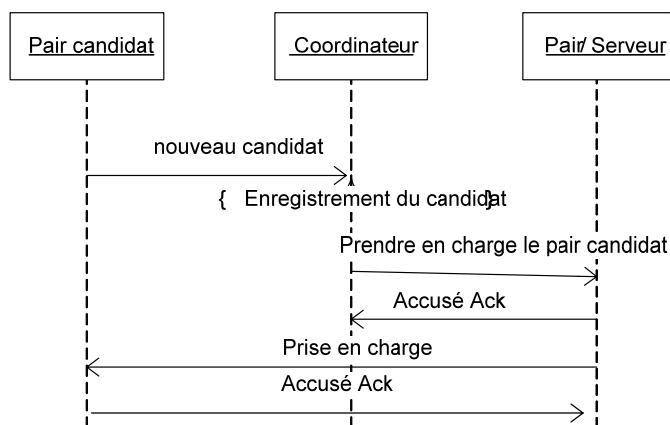 Pair candidat
Coordinateur
Pair/ Serveur
nouveau candidat
{ Enregistrement du candidat}
Prendre en charge le pair candidat
Accusé Ack
Prise en charge
Accusé Ack